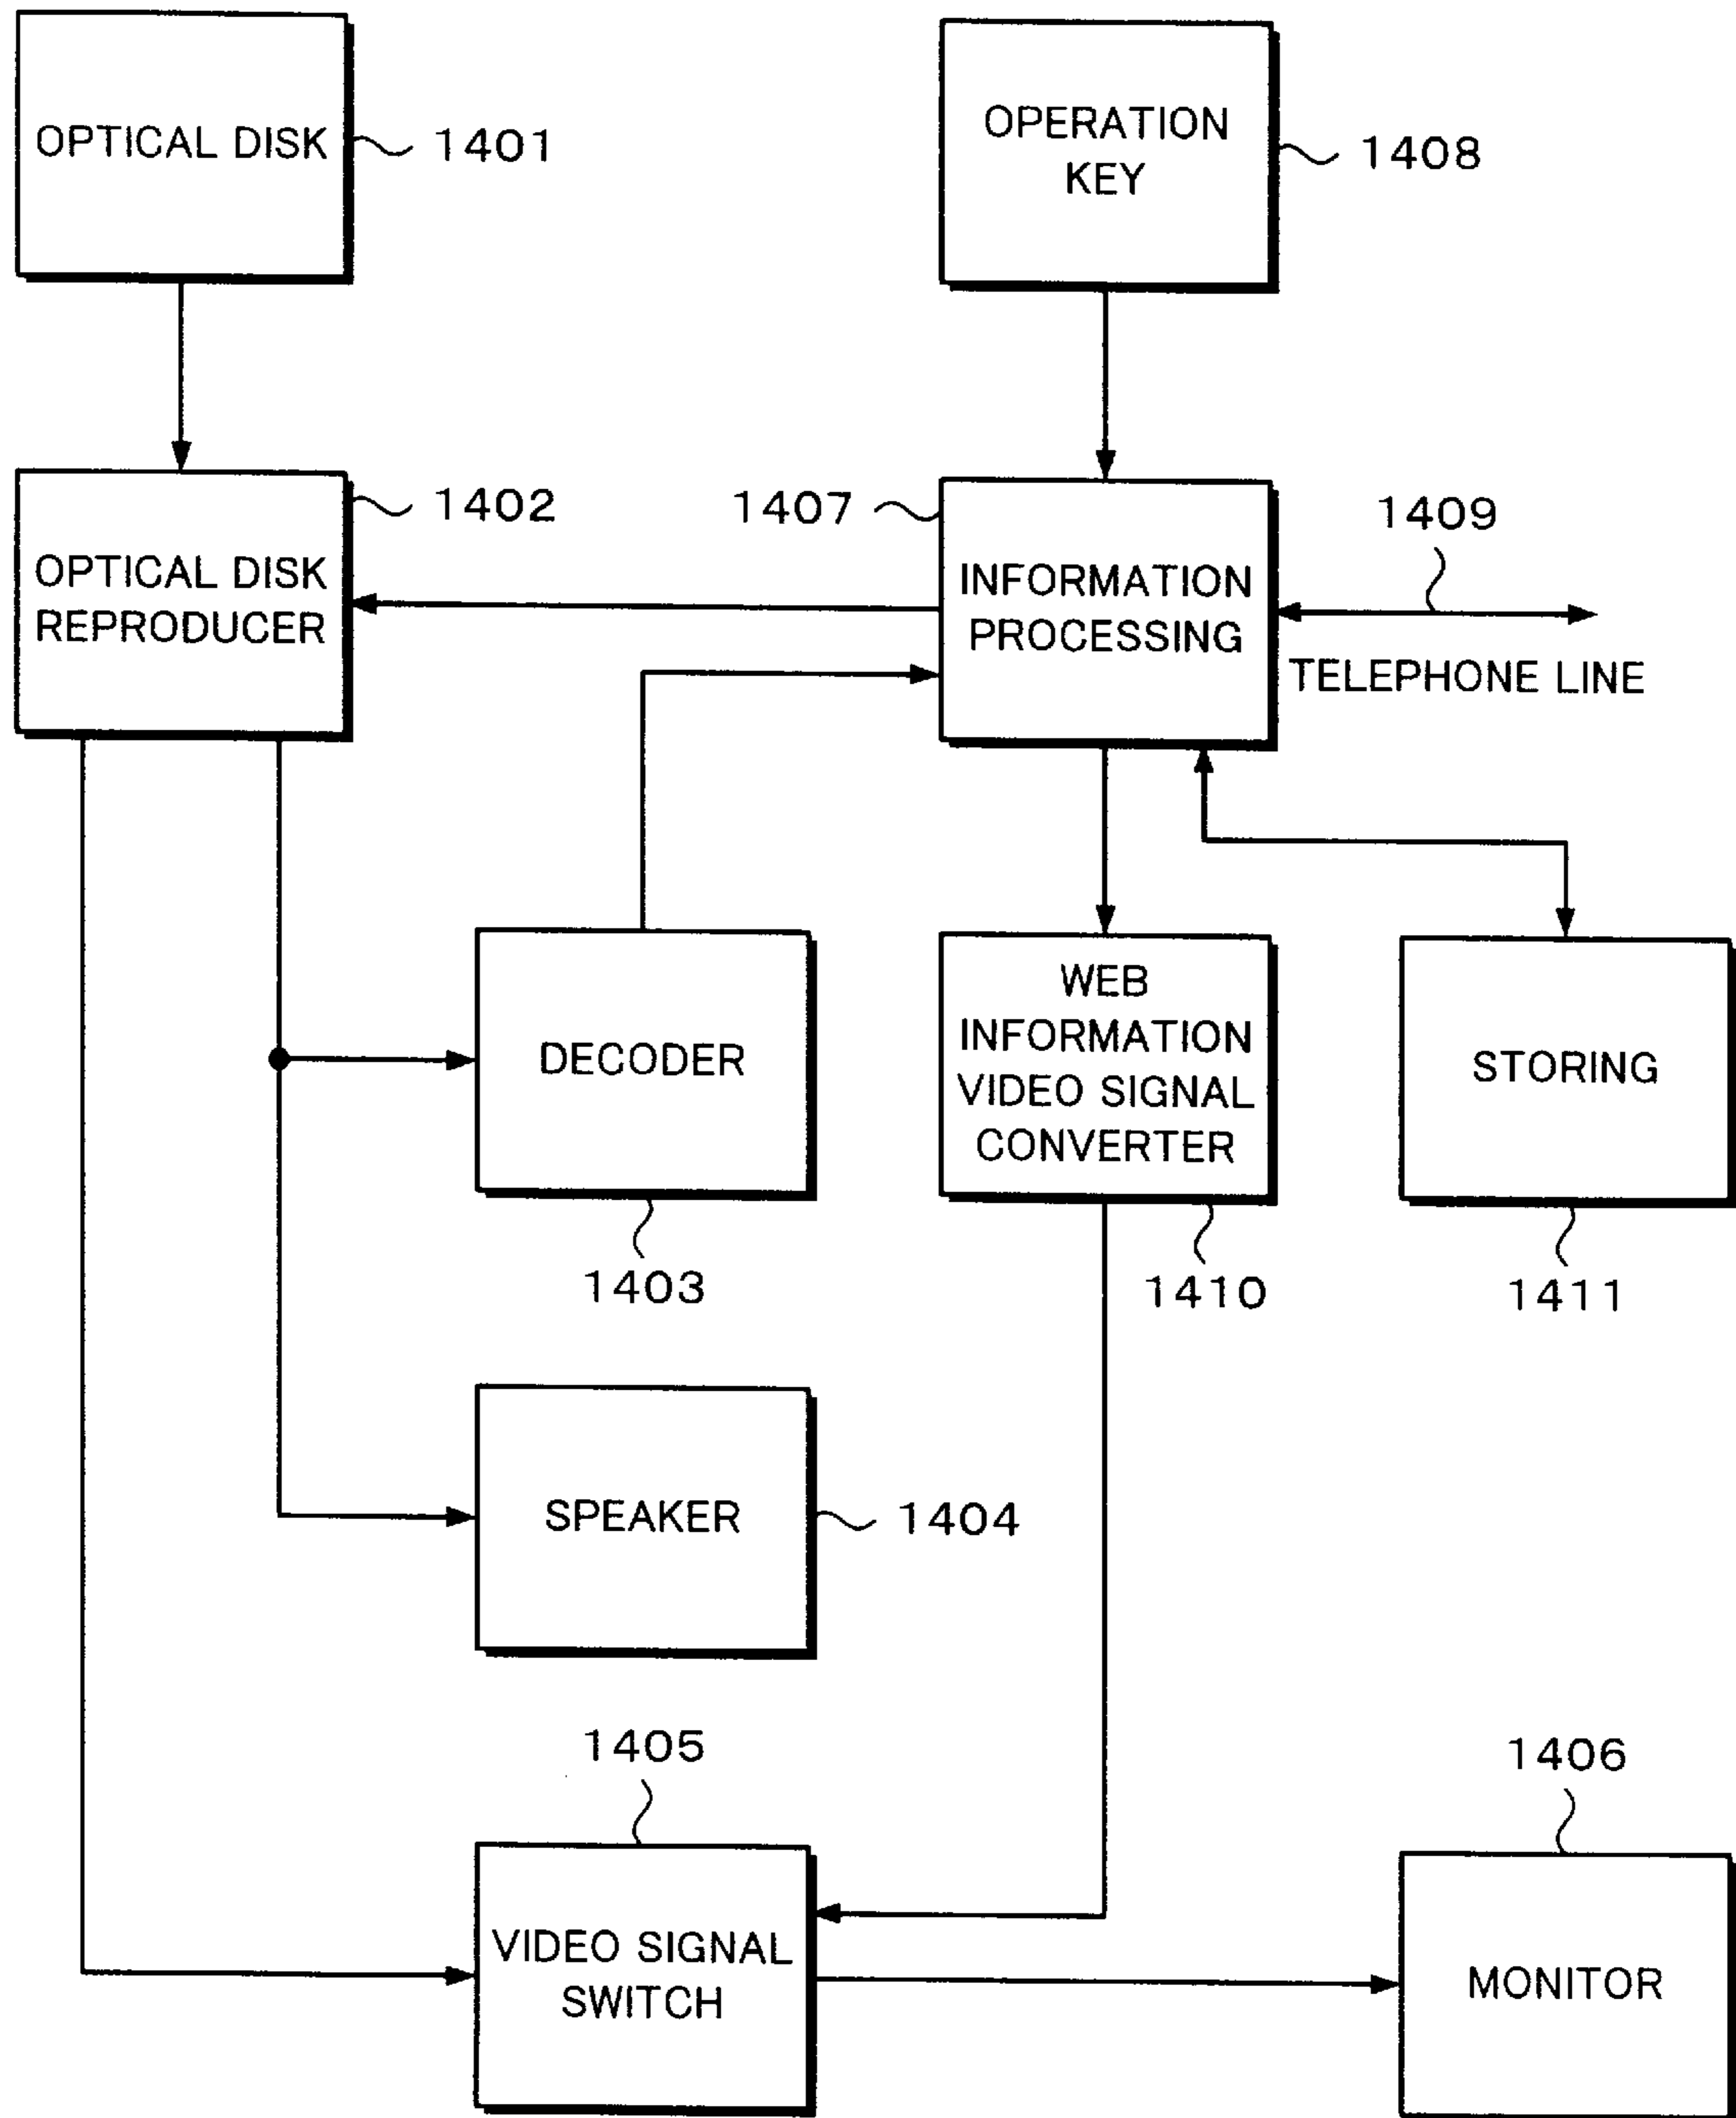 OPTICAL DISK
1401
OPERATION
KEY
1408
OPTICAL DISK
REPRODUCER
1402
1407
INFORMATION
PROCESSING
1409
TELEPHONE LINE
DECODER
1403
WEB
INFORMATION
VIDEO SIGNAL
CONVERTER
1410
STORING
1411
SPEAKER
1404
1405
VIDEO SIGNAL
SWITCH
1406
MONITOR